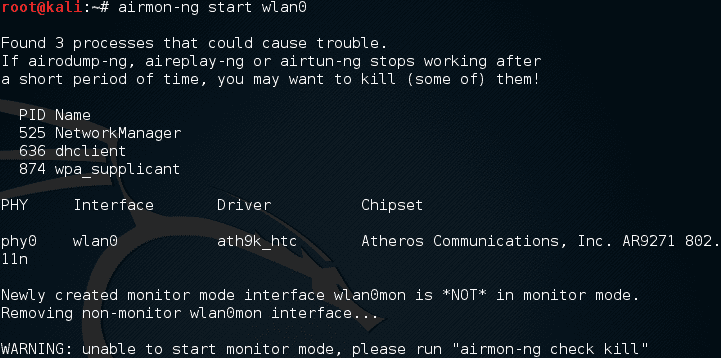 root@kali:~# airmon-ng start wlan0
Found 3 processes that could cause trouble.
If airodump-ng, aireplay-ng or airtun-ng stops working after
a short period of time, you may want to kill (some of) them!
PID Name
525 NetworkManager
636 dhclient
874 wpa_supplicant
PHY Interface Driver Chipset
phy0 wlan0 ath9k_htc Atheros Communications, Inc. AR9271 802.
11n
Newly created monitor mode interface wlan0mon is *NOT* in monitor mode.
Removing non-monitor wlan0mon interface...
WARNING: unable to start monitor mode, please run "airmon-ng check kill"